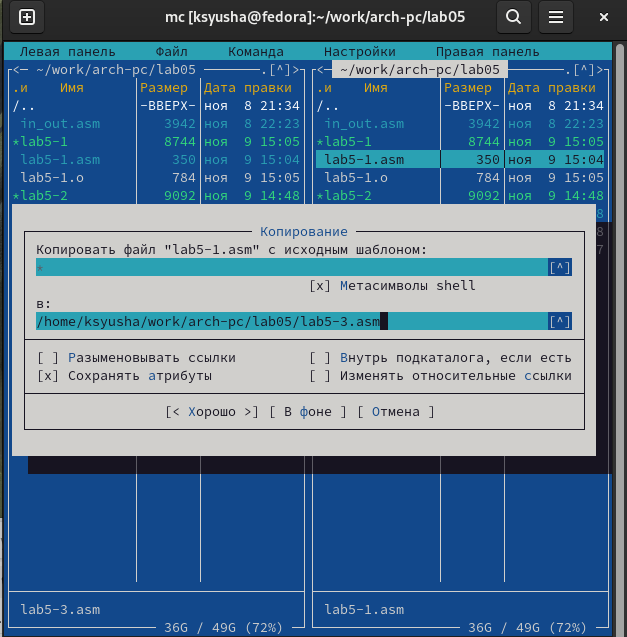 mc [ksyusha@fedora]:~/work/arch-pc/lab05
Левая панель Файл Команда Настройки Правая панель
<— ~/work/arch-pc/lab05 .[^]> <— ~/work/arch-pc/lab05 .[^]>
.и Имя Размер Дата правки .и Имя Размер Дата правки
/.. -ВВЕРХ- ноя 8 21:34 /.. -ВВЕРХ- ноя 8 21:34
in_out.asm 3942 ноя 8 22:23 in_out.asm 3942 ноя 8 22:23
*lab5-1 8744 ноя 9 15:05 *lab5-1 8744 ноя 9 15:05
lab5-1.asm 350 ноя 9 15:04 lab5-1.asm 350 ноя 9 15:04
lab5-1.o 784 ноя 9 15:05 lab5-1.o 784 ноя 9 15:05
*lab5-2 9092 ноя 9 14:48 *lab5-2 9092 ноя 9 14:48
8
8
7
Копирование
Копировать файл "lab5-1.asm" с исходным шаблоном:
* [^]
[x] Метасимволы shell
в:
/home/ksyusha/work/arch-pc/lab05/lab5-3.asm [^]
[ ] Разыменовывать ссылки [ ] Внутрь подкаталога, если есть
[x] Сохранять атрибуты [ ] Изменять относительные ссылки
[< Хорошо >] [ В фоне ] [ Отмена ]
lab5-3.asm lab5-1.asm
36G / 49G (72%) 36G / 49G (72%)